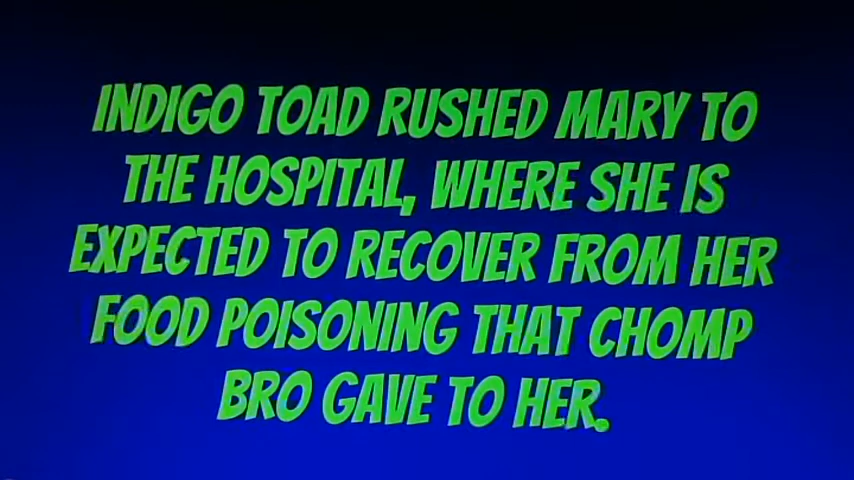 INDIGO TOAD RUSHED MARY TO
THE HOSPITAL, WHERE SHE IS
EXPECTED TO RECOVER FROM HER
FOOD POISONING THAT CHOMP
BRO GAVE TO HER.